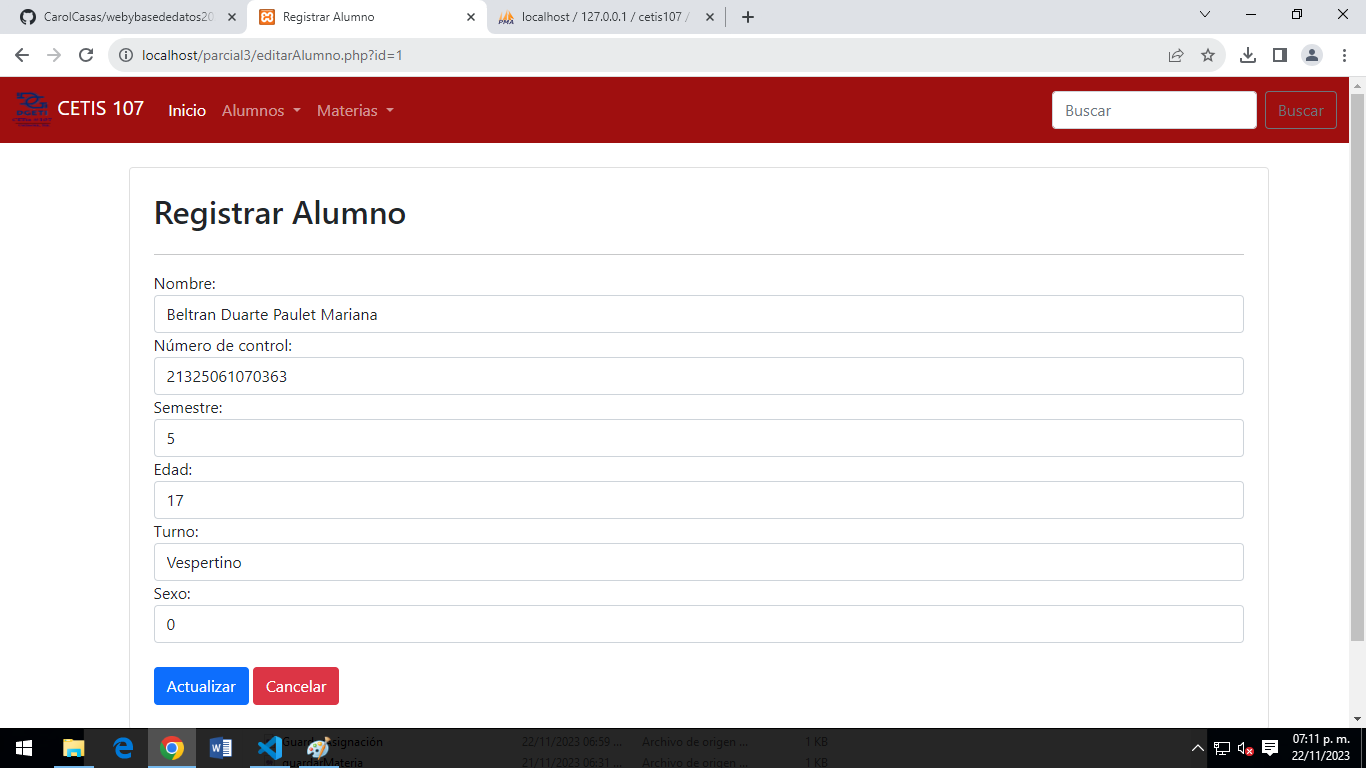 CarolCasas/webybasededatos20
Registrar Alumno
localhost / 127.0.0.1 / cetis107 /
localhost/parcial3/editarAlumno.php?id=1
CETIS 107 Inicio Alumnos Materias Buscar Buscar
Registrar Alumno
Nombre:
Beltran Duarte Paulet Mariana
Número de control:
21325061070363
Semestre:
5
Edad:
17
Turno:
Vespertino
Sexo:
0
Actualizar Cancelar
22/11/2023 06:59 ... Archivo de origen ... 1 KB
guardarMateria 21/11/2023 06:31 ... Archivo de origen ... 1 KB
07:11 p. m.
22/11/2023